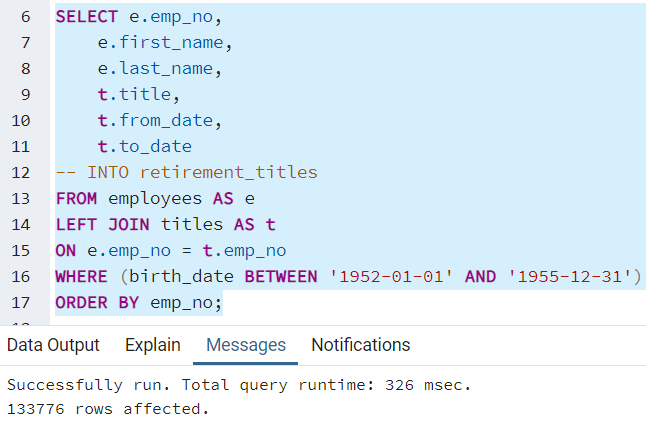 6 SELECT e.emp_no,
7 e.first_name,
8 e.last_name,
9 t.title,
10 t.from_date,
11 t.to_date
12 -- INTO retirement_titles
13 FROM employees AS e
14 LEFT JOIN titles AS t
15 ON e.emp_no = t.emp_no
16 WHERE (birth_date BETWEEN '1952-01-01' AND '1955-12-31')
17 ORDER BY emp_no;
Data Output Explain Messages Notifications
Successfully run. Total query runtime: 326 msec.
133776 rows affected.